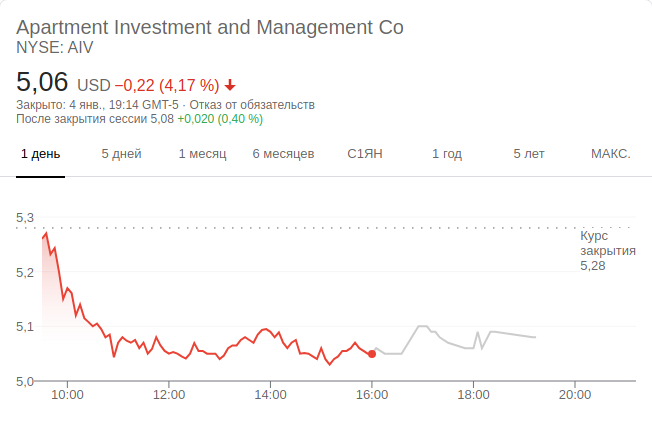 Apartment Investment and Management Co
NYSE: AIV
5,06 USD −0,22 (4,17 %)
Закрыто: 4 янв., 19:14 GMT-5 · Отказ от обязательств
После закрытия сессии 5,08 +0,020 (0,40 %)
1 день 5 дней 1 месяц 6 месяцев С1ЯН 1 год 5 лет МАКС.
5,3
Курс
закрытия
5,28
5,2
5,1
5,0
10:00 12:00 14:00 16:00 18:00 20:00